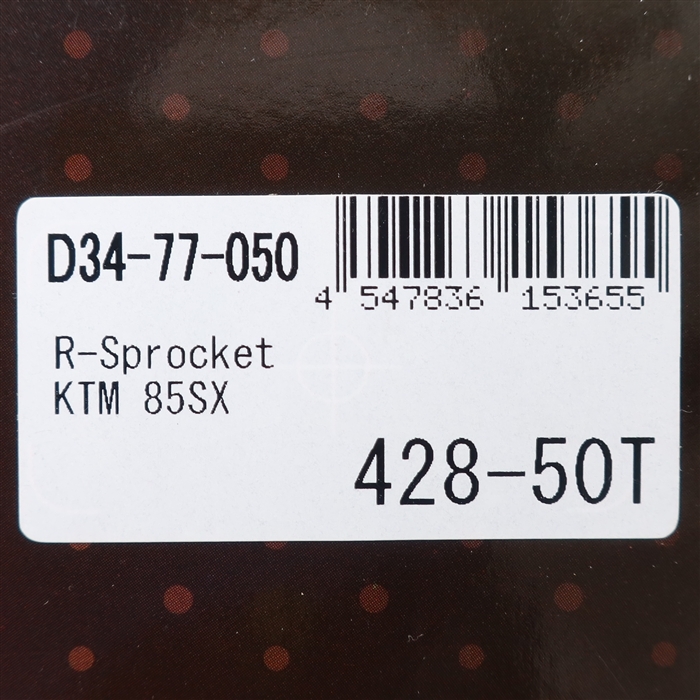 D34-77-050
4 547836 153655
R-Sprocket
KTM 85SX
428-50T